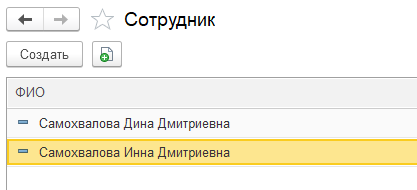 Сотрудник
Создать
ФИО
Самохвалова Дина Дмитриевна
Самохвалова Инна Дмитриевна